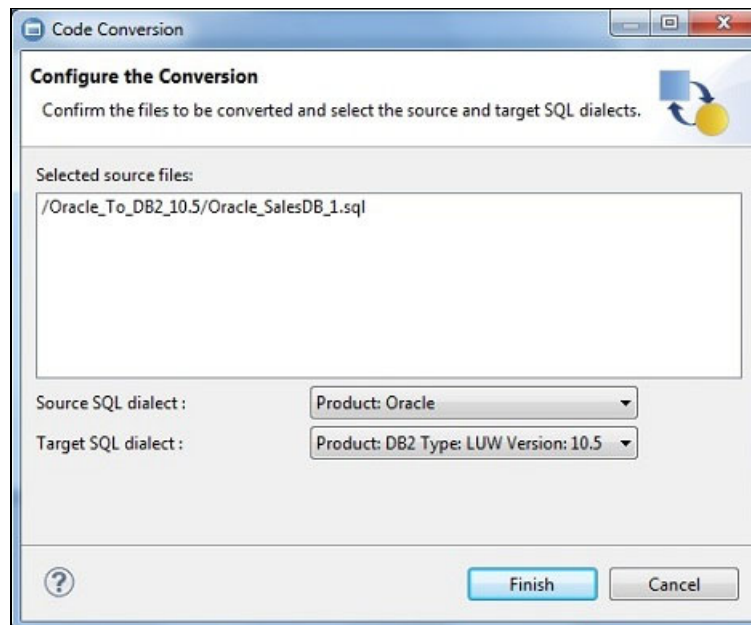 Code Conversion
Configure the Conversion
Confirm the files to be converted and select the source and target SQL dialects.
Selected source files:
/Oracle_To_DB2_10.5/Oracle_SalesDB_1.sql
Source SQL dialect :
Product: Oracle
Target SQL dialect :
Product: DB2 Type: LUW Version: 10.5
?
Finish
Cancel